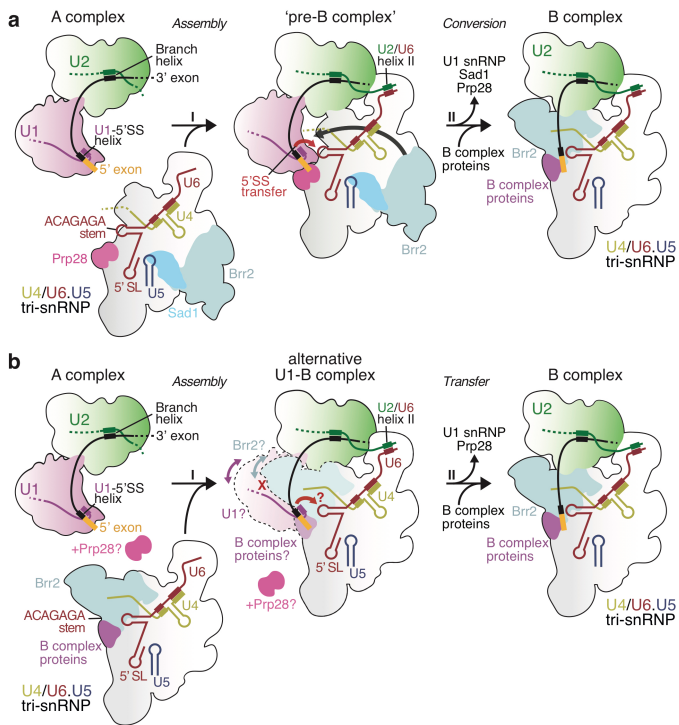 a
A complex
Assembly
'pre-B complex'
Conversion
B complex
U2
Branch
helix
3' exon
U1
U1-5'SS
helix
5' exon
I
U6
U4
ACAGAGA
stem
Prp28
5' SL
U5
Sad1
Brr2
U4/U6.U5
tri-snRNP
U2/U6
helix II
5'SS
transfer
Brr2
U1 snRNP
Sad1
Prp28
II
B complex
proteins
U2
Brr2
B complex
proteins
U4/U6.U5
tri-snRNP
b
A complex
Assembly
alternative
U1-B complex
Transfer
B complex
U2
Branch
helix
3' exon
U1
U1-5'SS
helix
5' exon
+Prp28?
I
Brr2
U6
U4
ACAGAGA
stem
B complex
proteins
5' SL
U5
U4/U6.U5
tri-snRNP
U2/U6
helix II
U6
Brr2?
X
?
U4
U1?
B complex
proteins?
5' SL
U5
+Prp28?
U1 snRNP
Prp28
II
B complex
proteins
U2
Brr2
B complex
proteins
U4/U6.U5
tri-snRNP